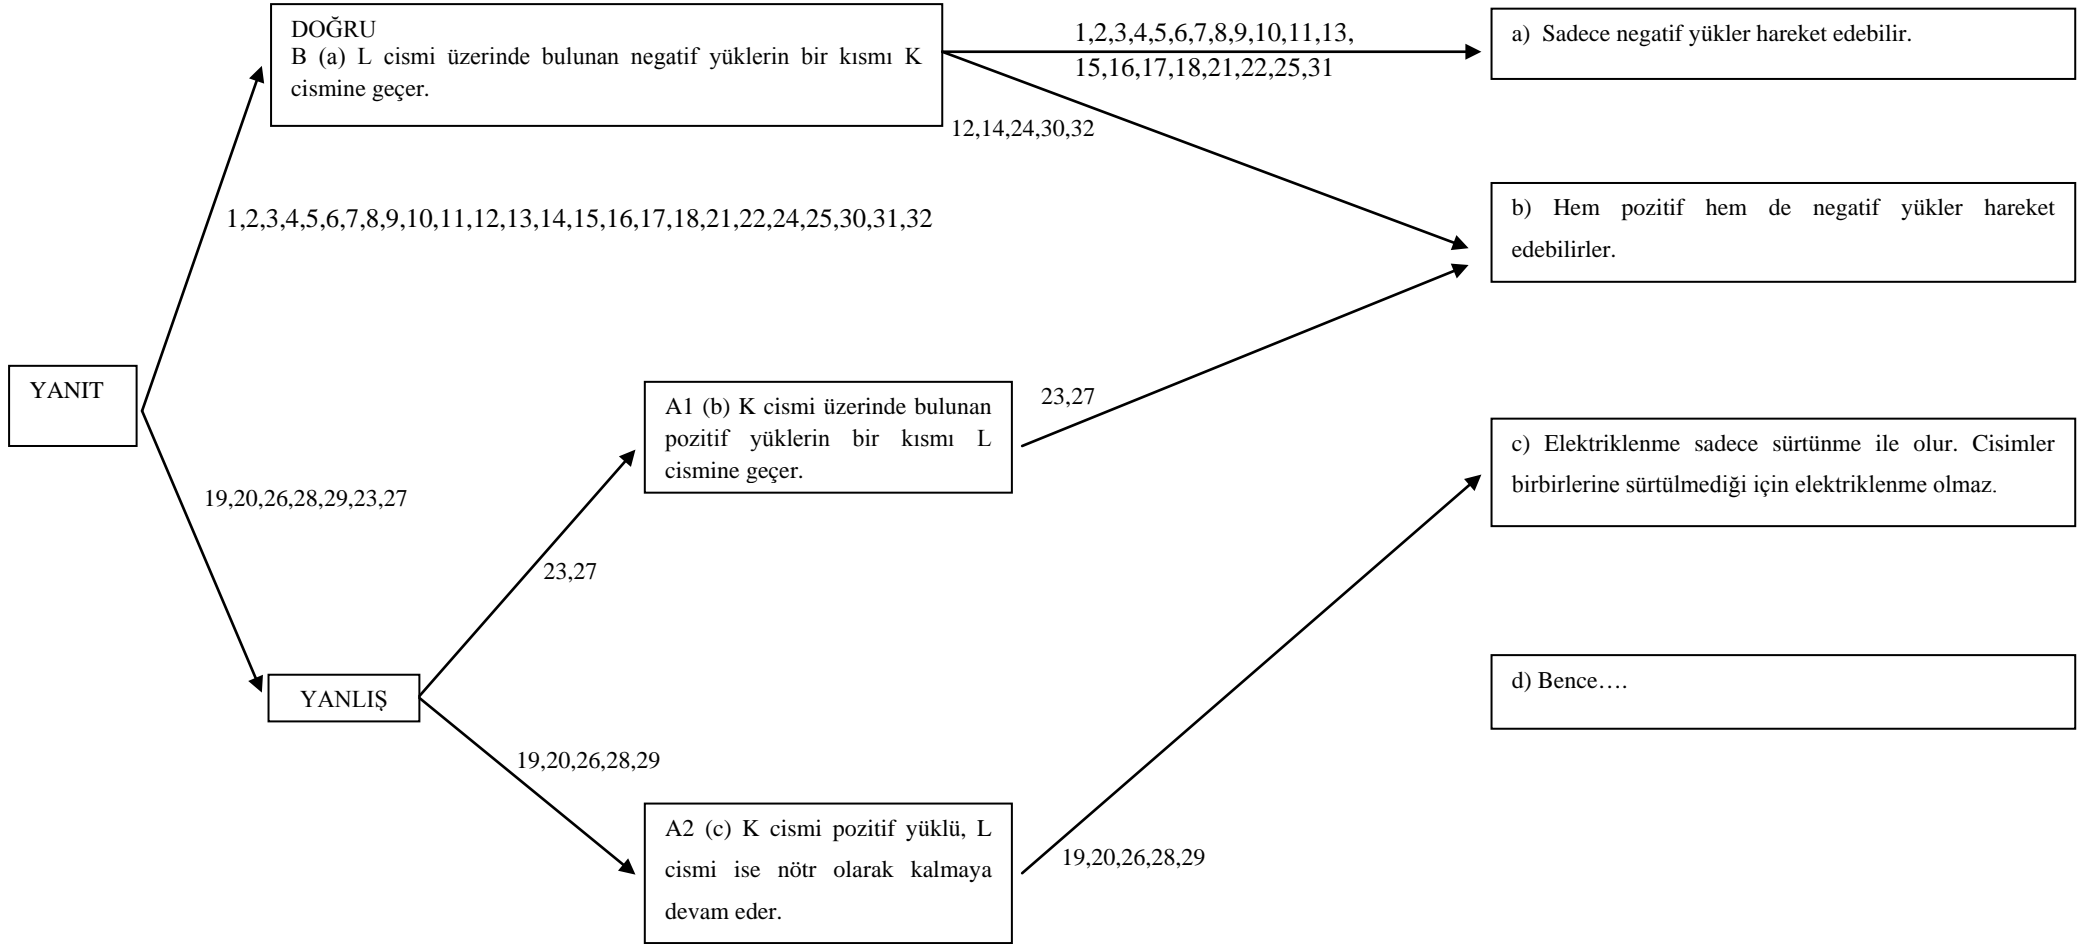 DOĞRU
B (a) L cismi üzerinde bulunan negatif yüklerin bir kısmı K
cismine geçer.
1,2,3,4,5,6,7,8,9,10,11,13,
15,16,17,18,21,22,25,31
a) Sadece negatif yükler hareket edebilir.
12,14,24,30,32
1,2,3,4,5,6,7,8,9,10,11,12,13,14,15,16,17,18,21,22,24,25,30,31,32
b) Hem pozitif hem de negatif yükler hareket
edebilirler.
YANIT
A1 (b) K cismi üzerinde bulunan
pozitif yüklerin bir kısmı L
cismine geçer.
23,27
c) Elektriklenme sadece sürtünme ile olur. Cisimler
birbirlerine sürtülmediği için elektriklenme olmaz.
19,20,26,28,29,23,27
23,27
YANLIŞ
d) Bence….
19,20,26,28,29
A2 (c) K cismi pozitif yüklü, L
cismi ise nötr olarak kalmaya
devam eder.
19,20,26,28,29